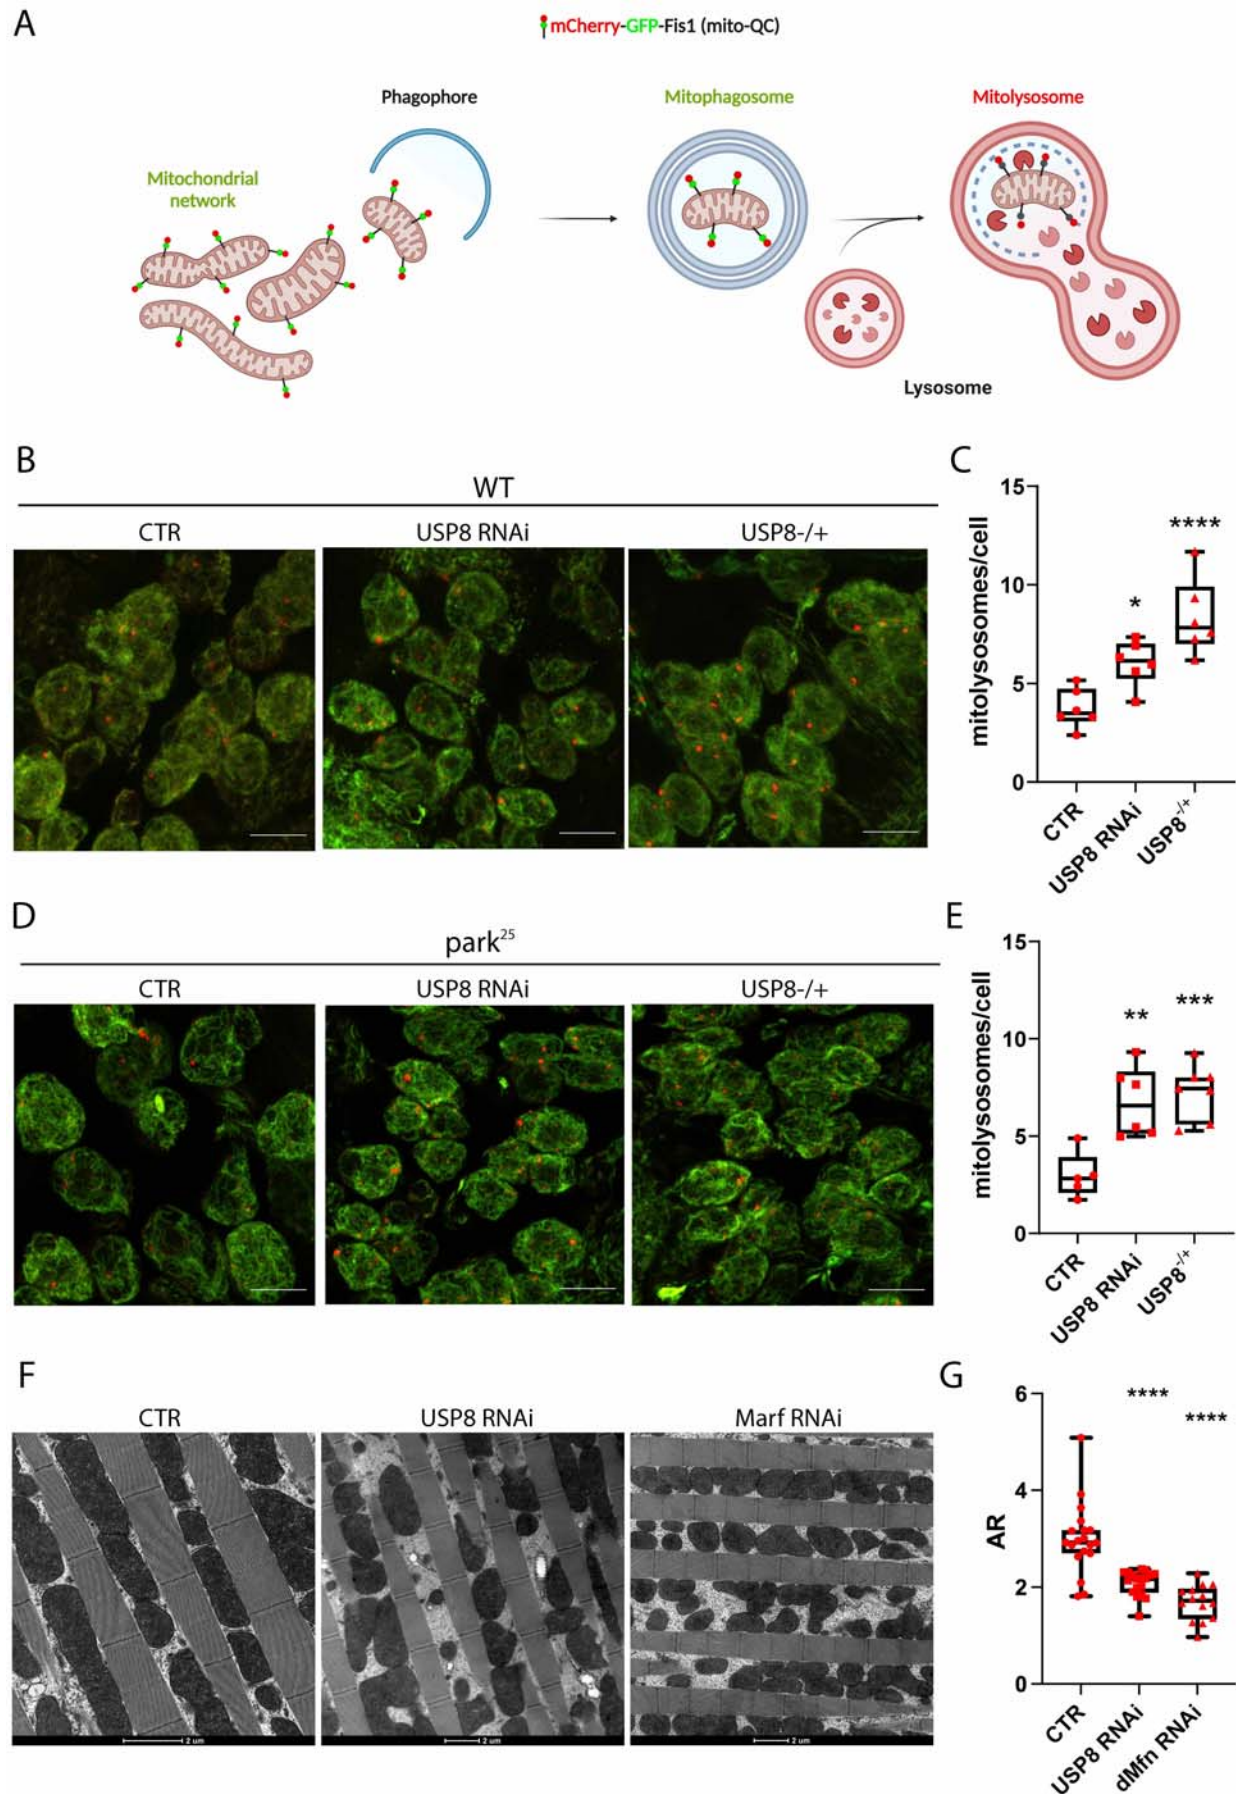 A
mCherry-GFP-Fis1 (mito-QC)
Phagophore
Mitophagosome
Mitolysosome
Mitochondrial
network
Lysosome
B
WT
CTR
USP8 RNAi
USP8-/+
C
15
10
5
0
mitolysosomes/cell
*
****
CTR
USP8 RNAi
USP8-/+
D
park25
CTR
USP8 RNAi
USP8-/+
E
15
10
5
0
mitolysosomes/cell
**
***
CTR
USP8 RNAi
USP8-/+
F
CTR
USP8 RNAi
Marf RNAi
2 um
2 um
2 um
G
6
4
2
0
AR
****
****
CTR
USP8 RNAi
dMfn RNAi